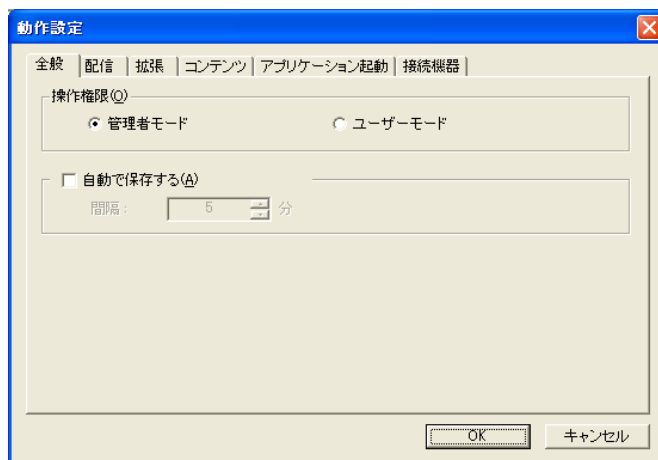 動作設定
全般 配信 拡張 コンテンツ アプリケーション起動 接続機器
操作権限(O)
管理者モード ユーザーモード
自動で保存する(A)
間隔: 5 分
OK キャンセル